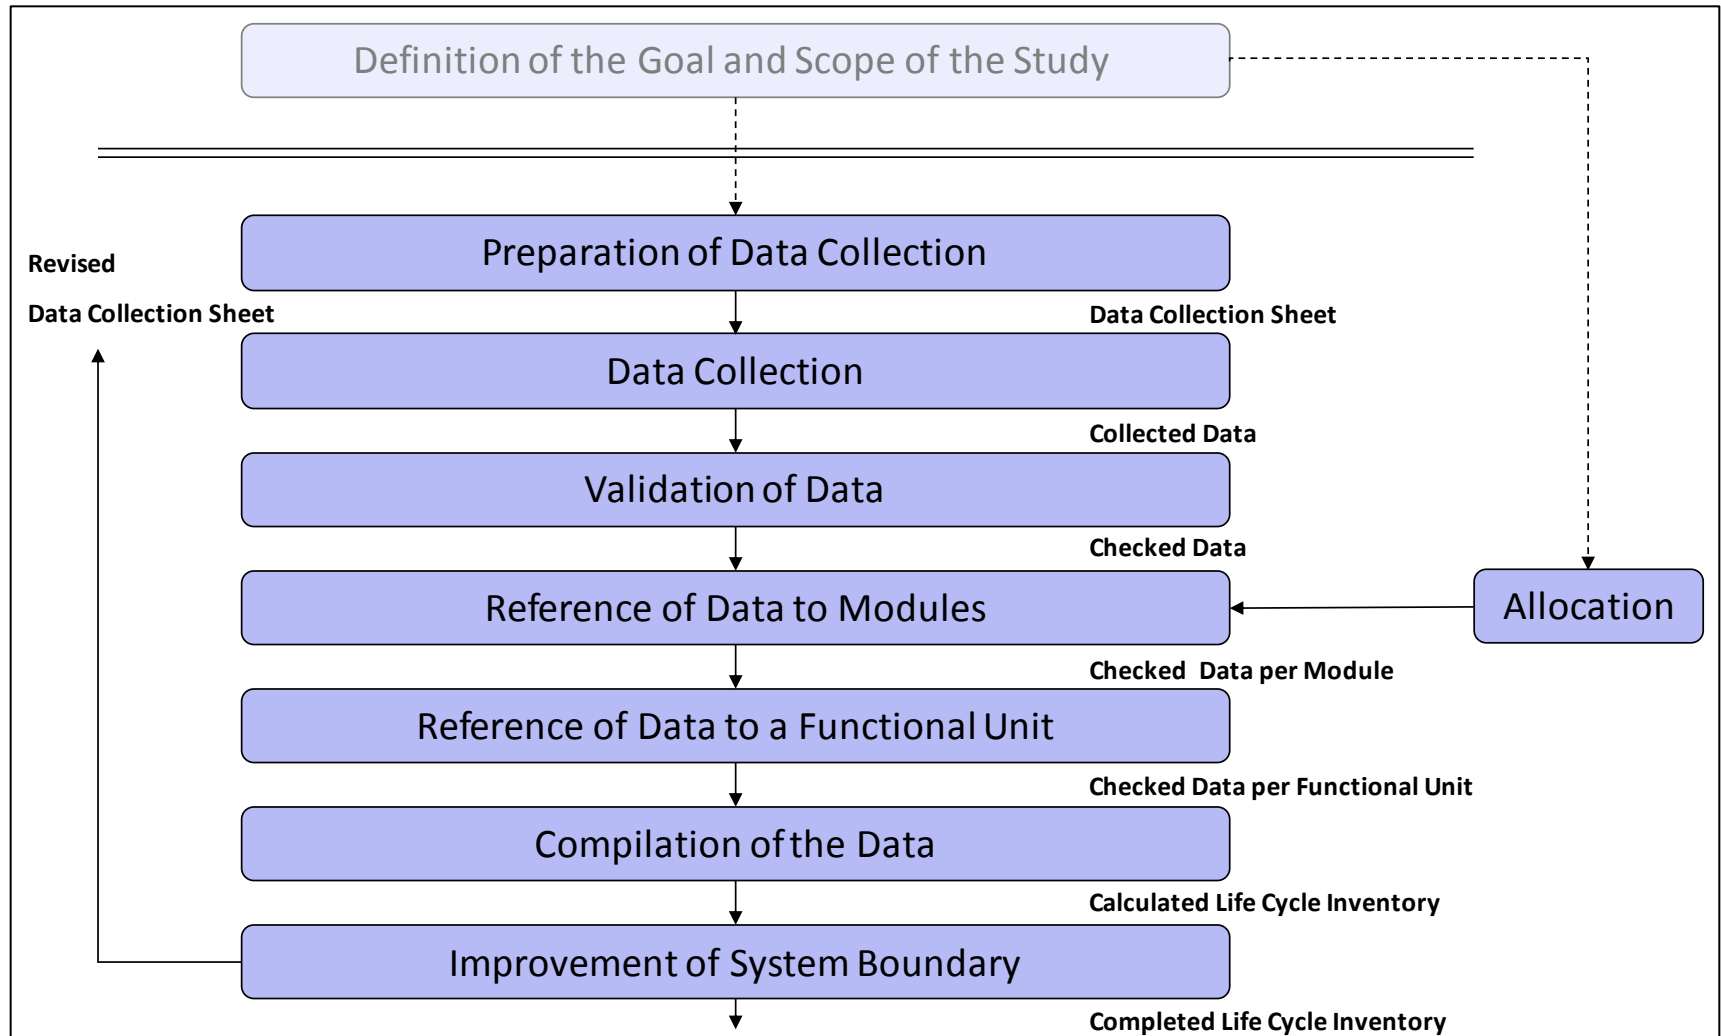 Definition of the Goal and Scope of the Study
Preparation of Data Collection
Revised
Data Collection Sheet
Data Collection Sheet
Data Collection
Collected Data
Validation of Data
Checked Data
Reference of Data to Modules
Allocation
Checked Data per Module
Reference of Data to a Functional Unit
Checked Data per Functional Unit
Compilation of the Data
Calculated Life Cycle Inventory
Improvement of System Boundary
Completed Life Cycle Inventory